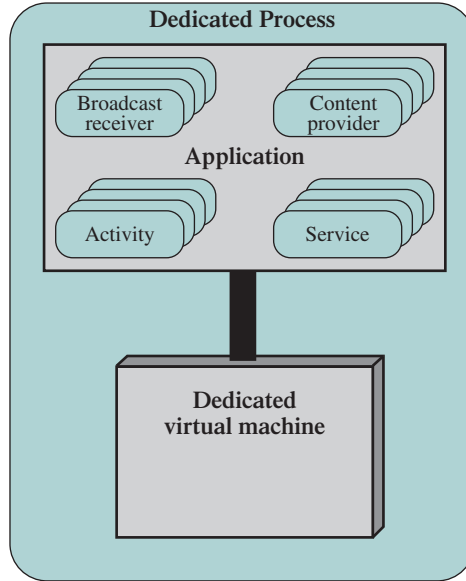 Dedicated Process
Broadcast
receiver
Content
provider
Application
Activity
Service
Dedicated
virtual machine